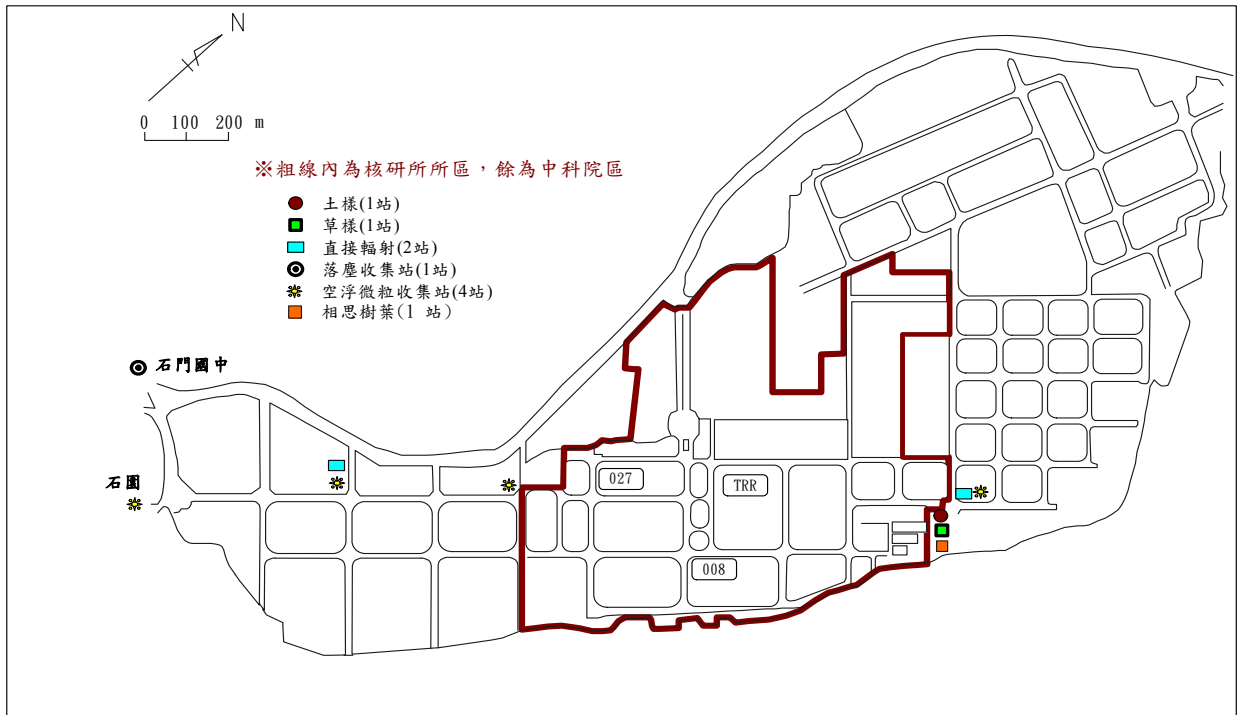 N
0 100 200 m
※粗線內為核研所所區，餘為中科院區
土樣(1站)
草樣(1站)
直接輻射(2站)
落塵收集站(1站)
空浮微粒收集站(4站)
相思樹葉(1 站)
石門國中
石園
027
TRR
008